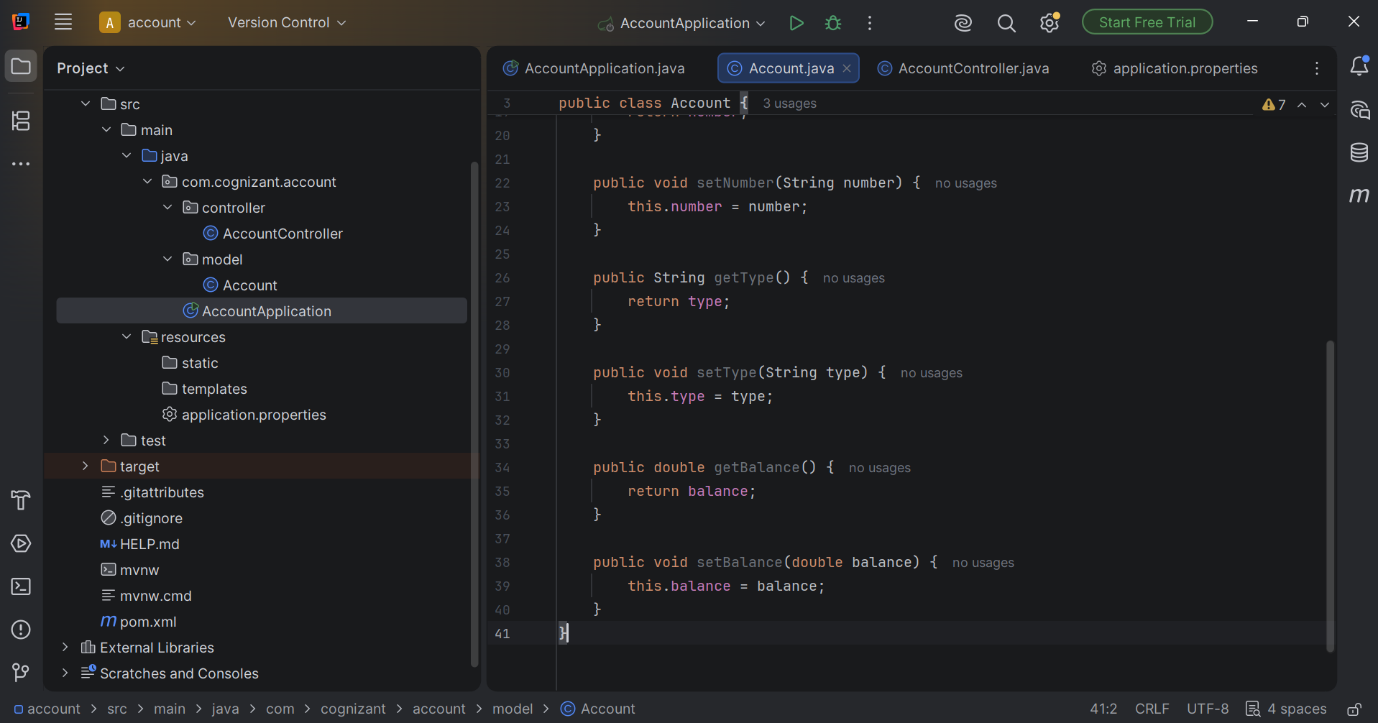 A account Version Control AccountApplication Start Free Trial
Project
src
main
java
com.cognizant.account
controller
AccountController
model
Account
AccountApplication
resources
static
templates
application.properties
test
target
.gitattributes
.gitignore
M↓ HELP.md
mvnw
mvnw.cmd
m pom.xml
External Libraries
Scratches and Consoles
AccountApplication.java Account.java AccountController.java application.properties
3 public class Account { 3 usages 7
20 }
21
22 public void setNumber(String number) { no usages
23 this.number = number;
24 }
25
26 public String getType() { no usages
27 return type;
28 }
29
30 public void setType(String type) { no usages
31 this.type = type;
32 }
33
34 public double getBalance() { no usages
35 return balance;
36 }
37
38 public void setBalance(double balance) { no usages
39 this.balance = balance;
40 }
41 }
m
account > src > main > java > com > cognizant > account > model > Account 41:2 CRLF UTF-8 4 spaces